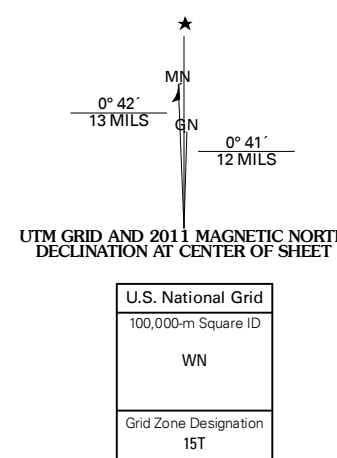 MN
0° 42´
13 MILS
GN
0° 41´
12 MILS
UTM GRID AND 2011 MAGNETIC NORT
DECLINATION AT CENTER OF SHEET
U.S. National Grid
100,000-m Square ID
WN
Grid Zone Designation
15T